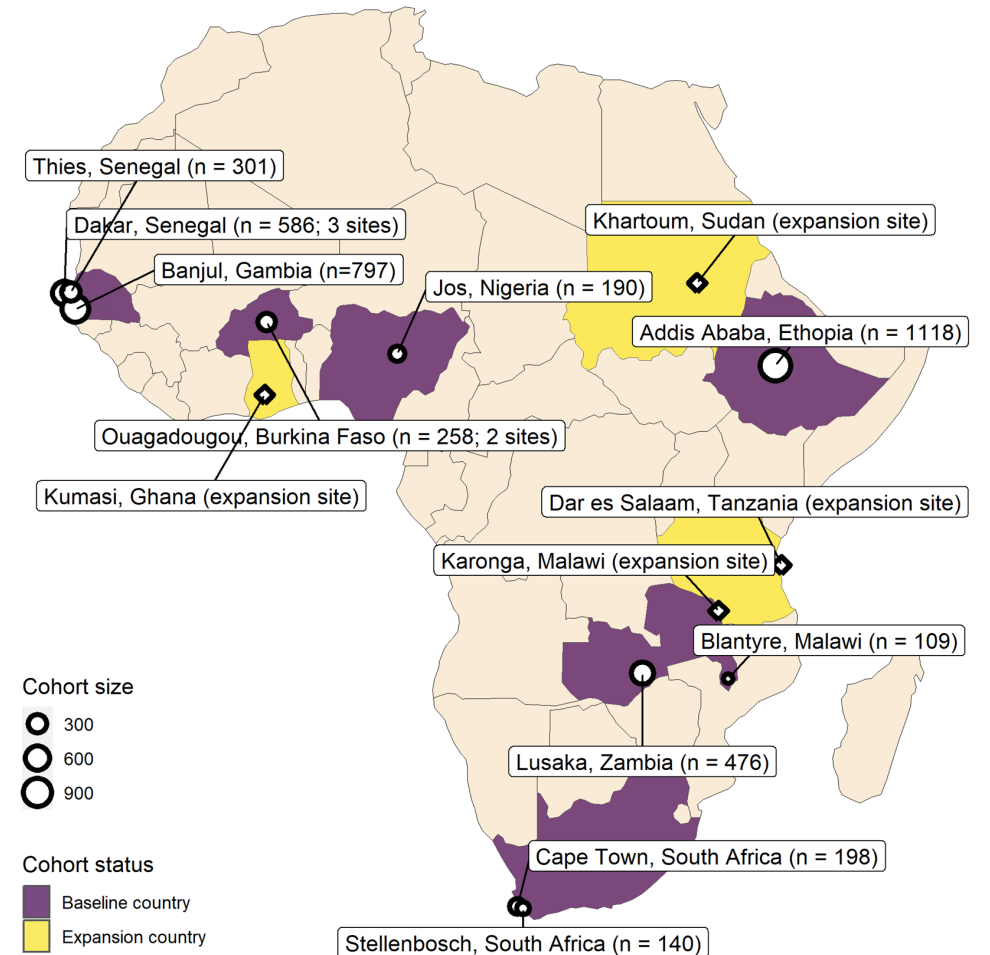 Thies, Senegal (n = 301)
Dakar, Senegal (n = 586; 3 sites)
Khartoum, Sudan (expansion site)
Banjul, Gambia (n=797)
Jos, Nigeria (n = 190)
Addis Ababa, Ethopia (n = 1118)
Ouagadougou, Burkina Faso (n = 258; 2 sites)
Kumasi, Ghana (expansion site)
Dar es Salaam, Tanzania (expansion site)
Karonga, Malawi (expansion site)
Blantyre, Malawi (n = 109)
Lusaka, Zambia (n = 476)
Cape Town, South Africa (n = 198)
Stellenbosch, South Africa (n = 140)
Cohort size
300
600
900
Cohort status
Baseline country
Expansion country